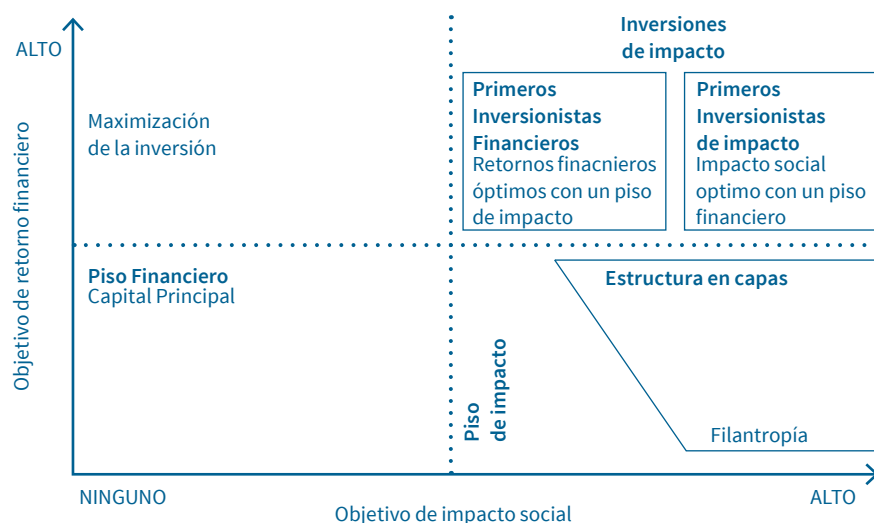 Inversiones
de impacto
ALTO
Objetivo de retorno financiero
Maximización
de la inversión
Primeros
Inversionistas
Financieros
Retornos finacnieros
óptimos con un piso
de impacto
Primeros
Inversionistas
de impacto
Impacto social
optimo con un piso
financiero
Piso Financiero
Capital Principal
Piso
de impacto
Estructura en capas
Filantropía
NINGUNO
Objetivo de impacto social
ALTO